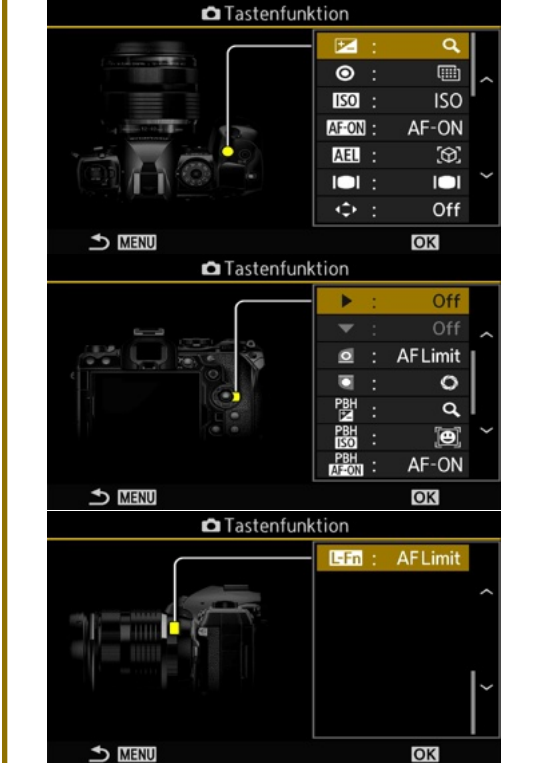 Tastenfunktion
:
:
ISO : ISO
AF-ON : AF-ON
AEL :
:
: Off
MENU OK
Tastenfunktion
: Off
: Off
: AF Limit
:
PBH :
PBH ISO :
PBH AF-ON : AF-ON
MENU OK
Tastenfunktion
L-Fn : AF Limit
MENU OK